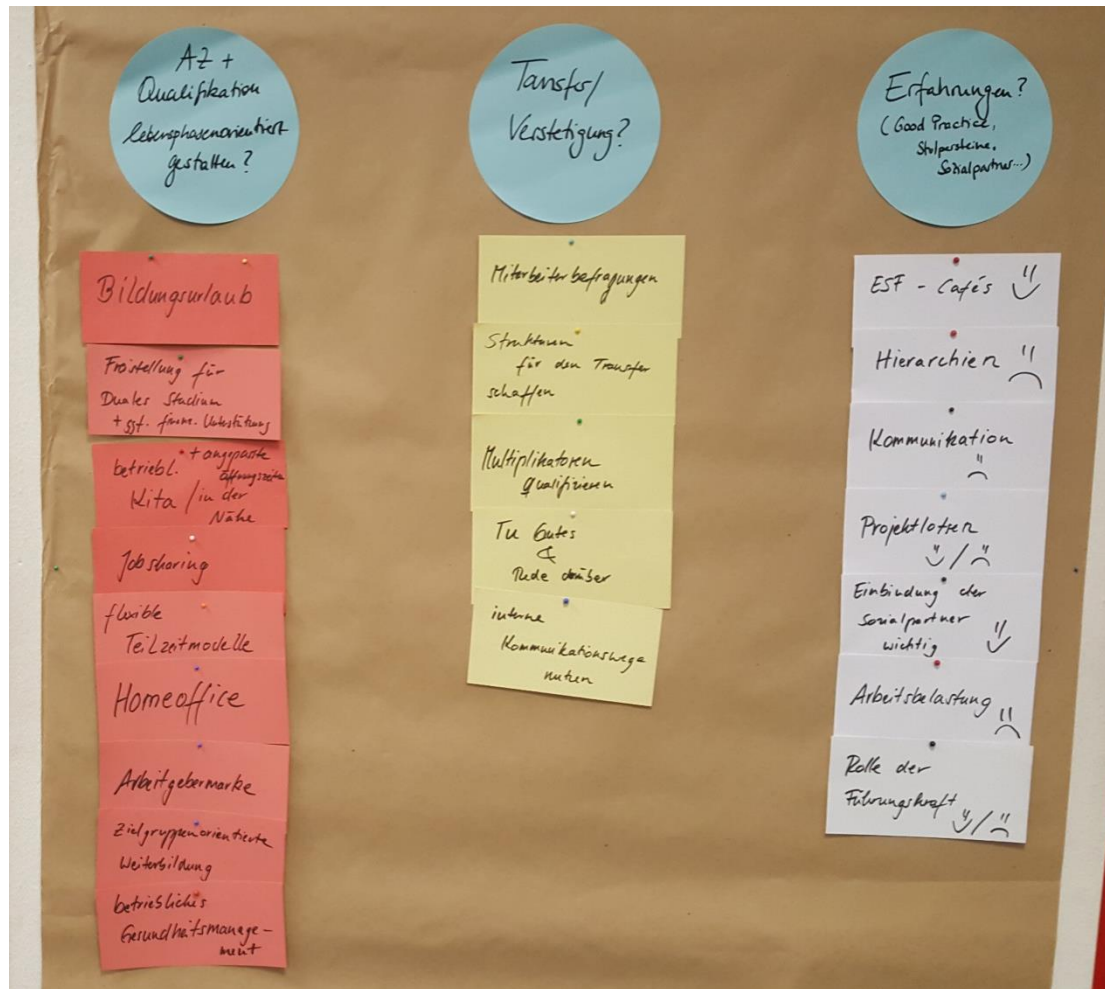 AZ +
Qualifikation
lebensphasenorientiert
gestalten?
Bildungsurlaub
Freistellung für
Duales Studium
+ ggf. finanz. Unterstützung
betriebl. + angepasste
Öffnungszeiten
Kita / in der
Nähe
Jobsharing
flexible
Teilzeitmodelle
Homeoffice
Arbeitgebermarke
Zielgruppenorientierte
Weiterbildung
betriebliches
Gesundheitsmanage-
ment
Tansfer/
Verstetigung?
Mitarbeiterbefragungen
Strukturen
für den Transfer
schaffen
Multiplikatoren
qualifizieren
Tu Gutes
&
Rede darüber
interne
Kommunikationswege
nutzen
Erfahrungen?
(Good Practice,
Stolpersteine,
Sozialpartner...)
ESF - Cafés
Hierarchien
Kommunikation
Projektlotsen
/
Einbindung der
Sozialpartner
wichtig
Arbeitsbelastung
Rolle der
Führungskraft /